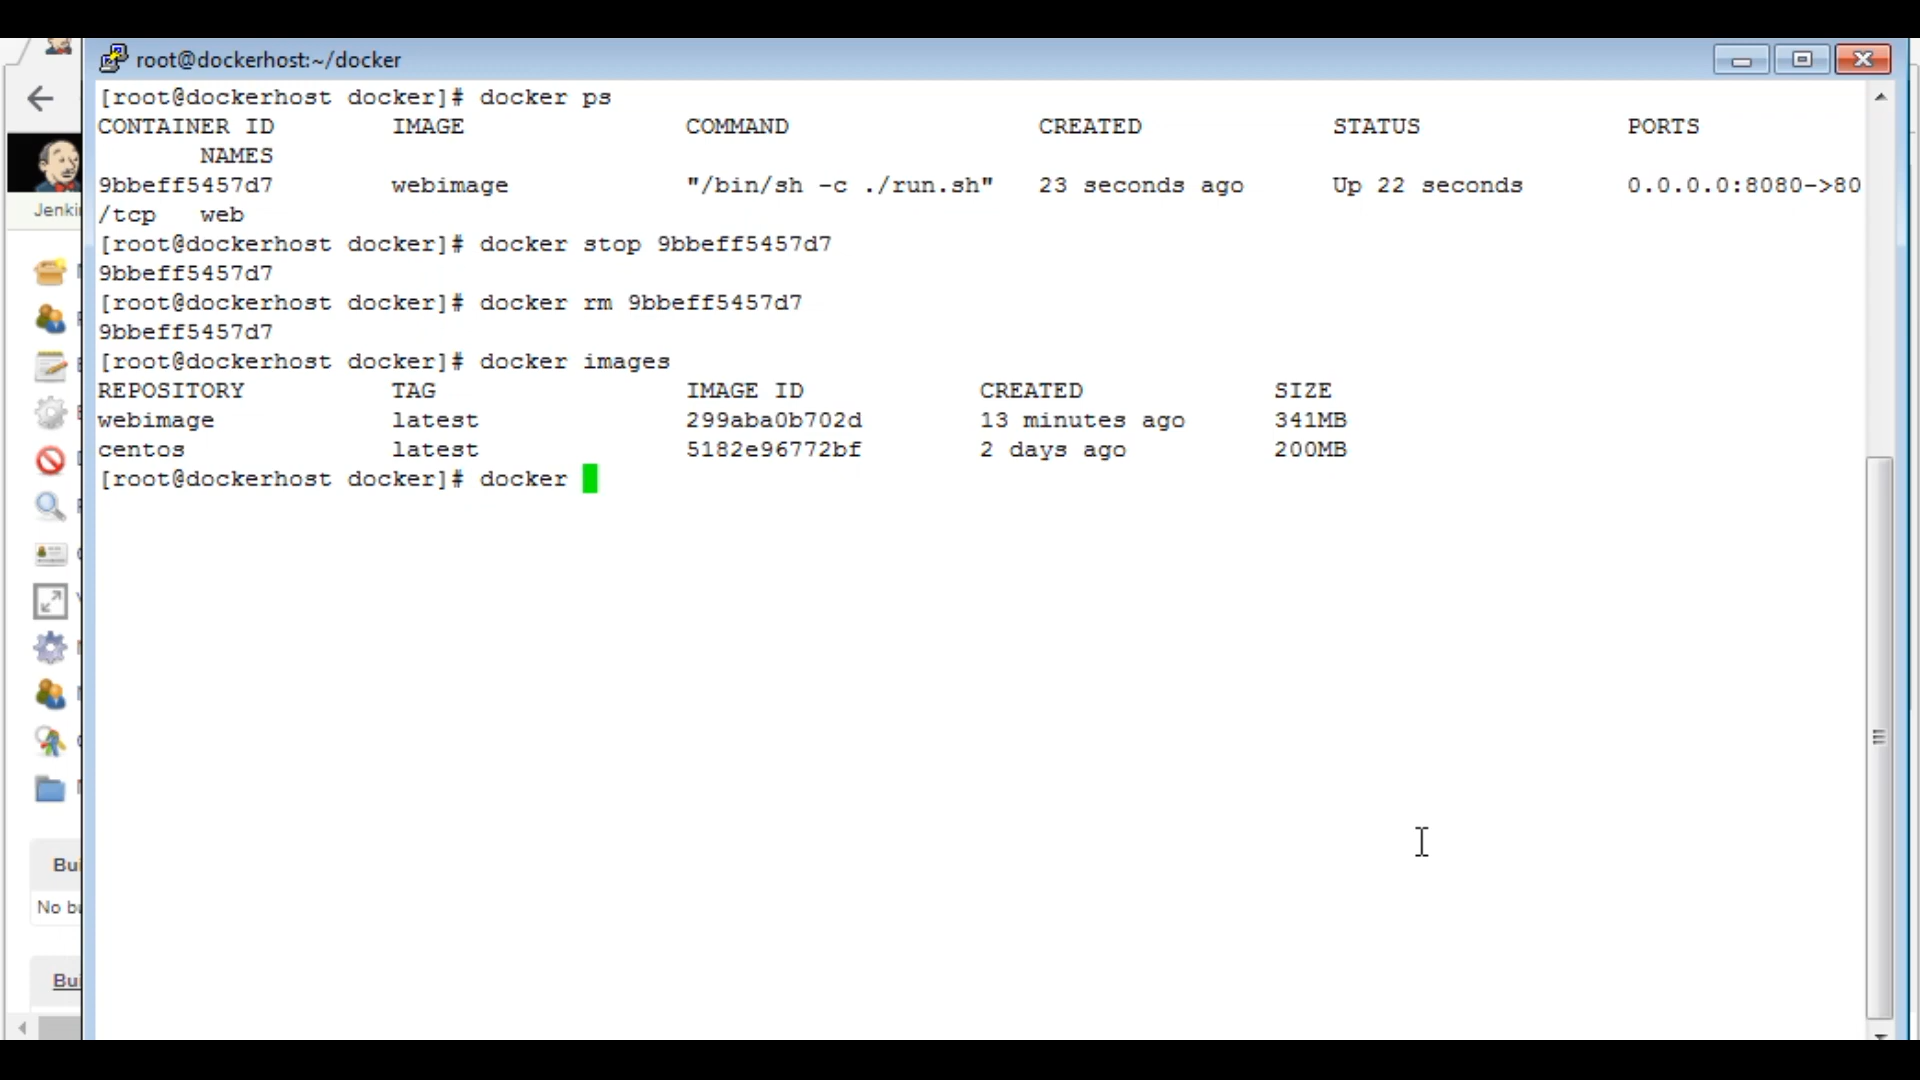 root@dockerhost:~/docker
[root@dockerhost docker]# docker ps
CONTAINER ID IMAGE COMMAND CREATED STATUS PORTS
NAMES
9bbeff5457d7 webimage "/bin/sh -c ./run.sh" 23 seconds ago Up 22 seconds 0.0.0.0:8080->80
/tcp web
[root@dockerhost docker]# docker stop 9bbeff5457d7
9bbeff5457d7
[root@dockerhost docker]# docker rm 9bbeff5457d7
9bbeff5457d7
[root@dockerhost docker]# docker images
REPOSITORY TAG IMAGE ID CREATED SIZE
webimage latest 299aba0b702d 13 minutes ago 341MB
centos latest 5182e96772bf 2 days ago 200MB
[root@dockerhost docker]# docker
Jenki
Bui
No
Bui